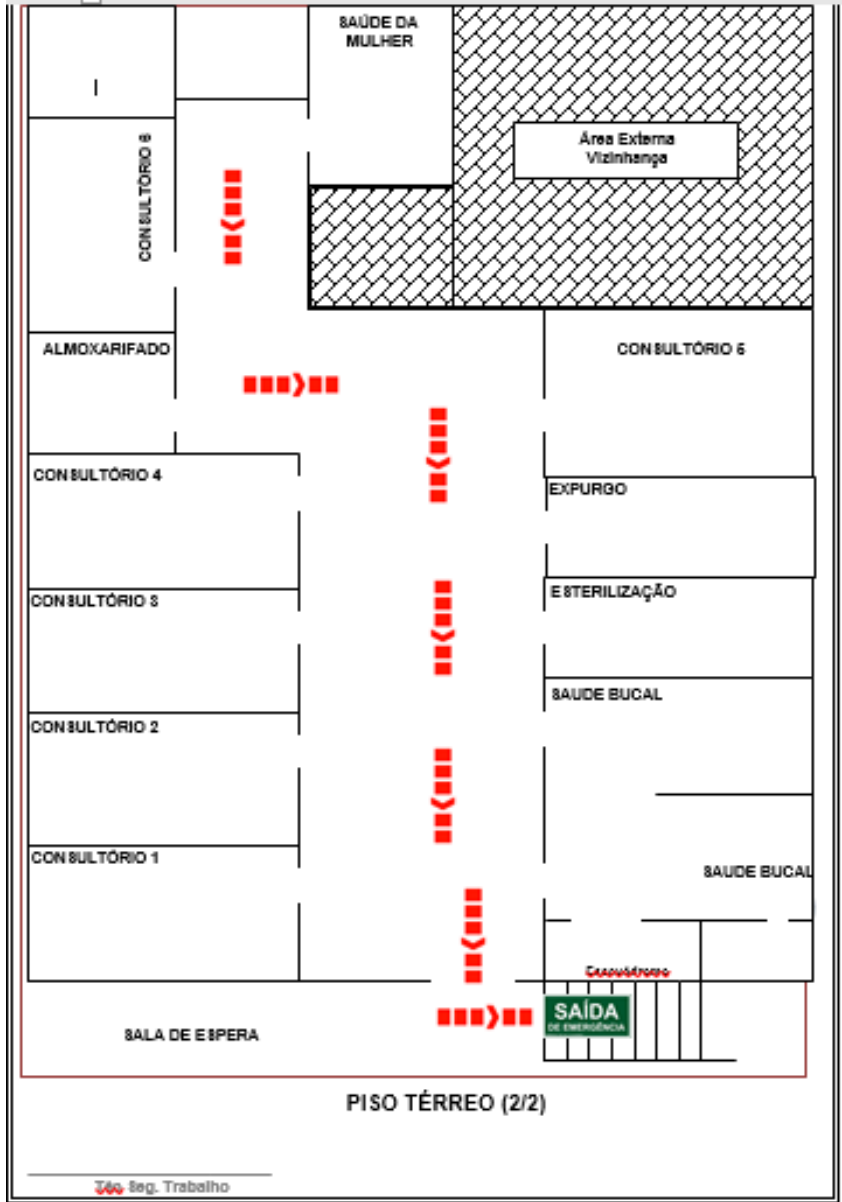 SAÚDE DA
MULHER
Área Externa
Vizinhança
CONSULTÓRIO 6
ALMOXARIFADO
CONSULTÓRIO 5
CONSULTÓRIO 4
EXPURGO
CONSULTÓRIO 3
ESTERILIZAÇÃO
SAUDE BUCAL
CONSULTÓRIO 2
CONSULTÓRIO 1
SAUDE BUCAL
SAÍDA
DE EMERGÊNCIA
SALA DE ESPERA
PISO TÉRREO (2/2)
Téc. Seg. Trabalho